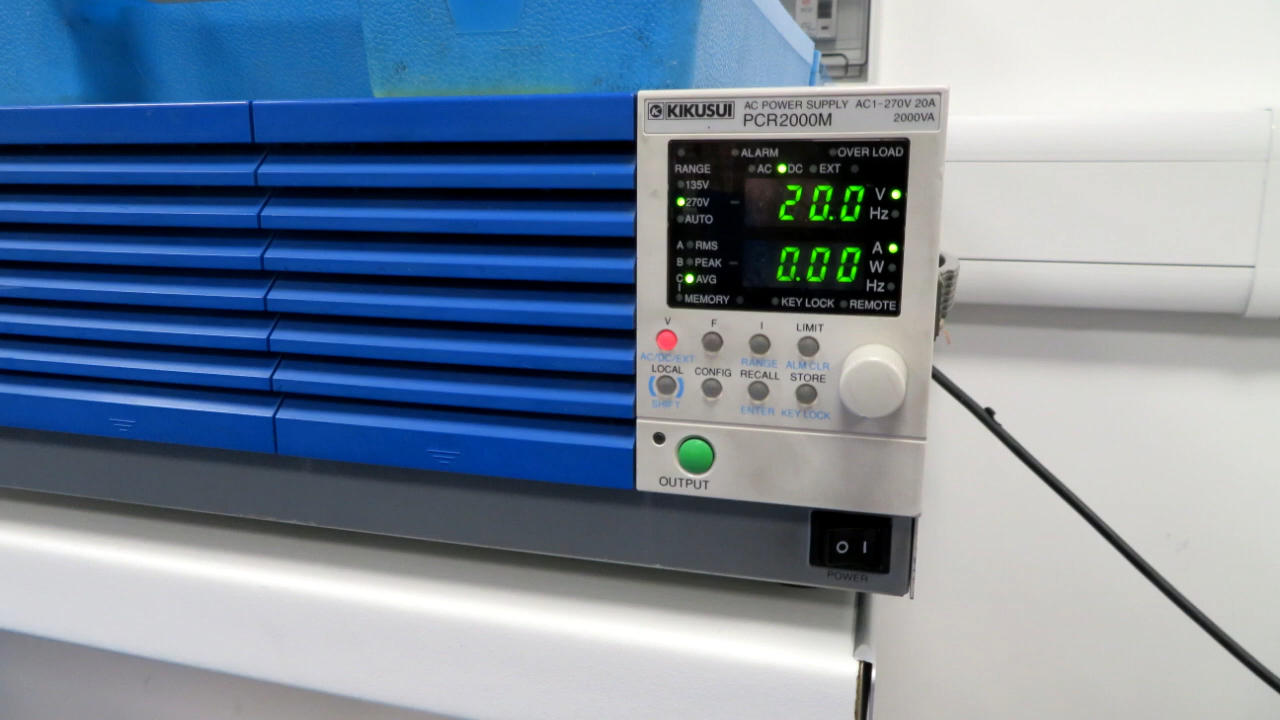 KIKUSUI AC POWER SUPPLY AC1-270V 20A
PCR2000M 2000VA
ALARM OVER LOAD
RANGE AC DC EXT
135V
270V 20.0 V
AUTO Hz
A RMS A
B PEAK 0.00 W
C AVG
I Hz
MEMORY KEY LOCK REMOTE
V F I LIMIT
AC/DC/EXT RANGE ALM CLR
LOCAL CONFIG RECALL STORE
SHIFT ENTER KEY LOCK
OUTPUT
O I
POWER